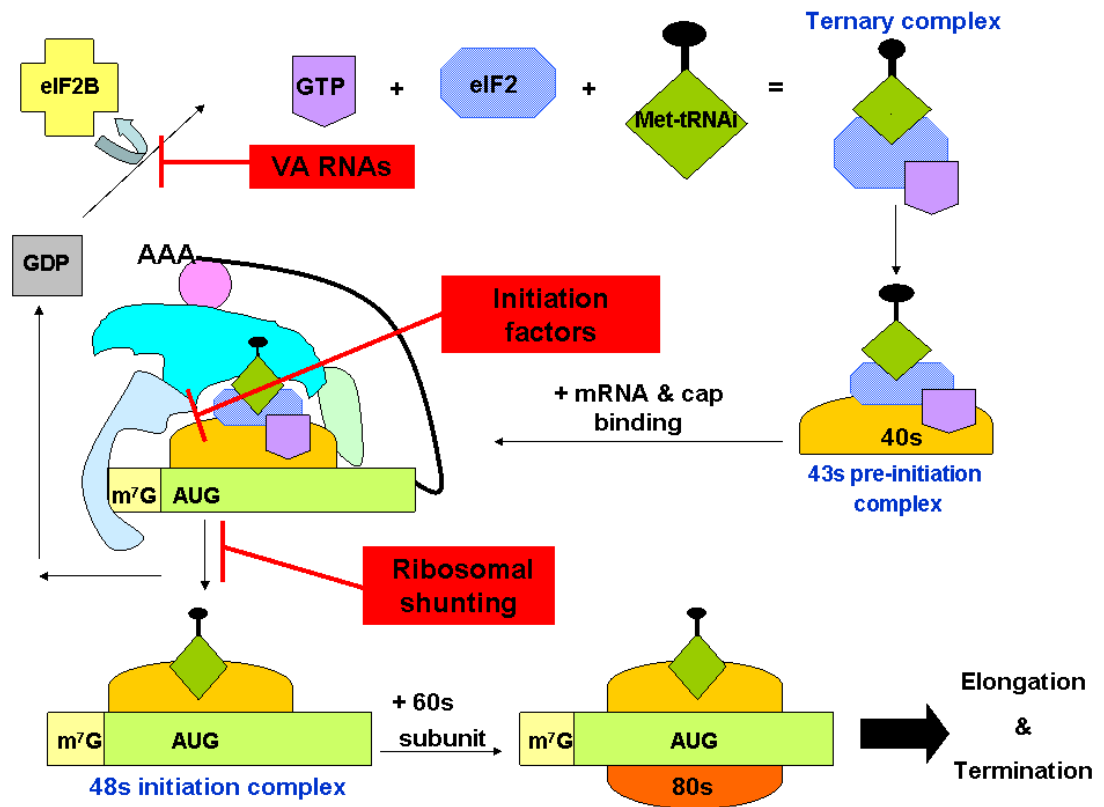 Ternary complex
eIF2B
GTP
+
eIF2
+
Met-tRNAi
=
VA RNAs
GDP
AAA
Initiation
factors
+ mRNA & cap
binding
40s
43s pre-initiation
complex
m⁷G
AUG
Ribosomal
shunting
m⁷G
AUG
48s initiation complex
+ 60s
subunit
m⁷G
AUG
80s
Elongation
&
Termination